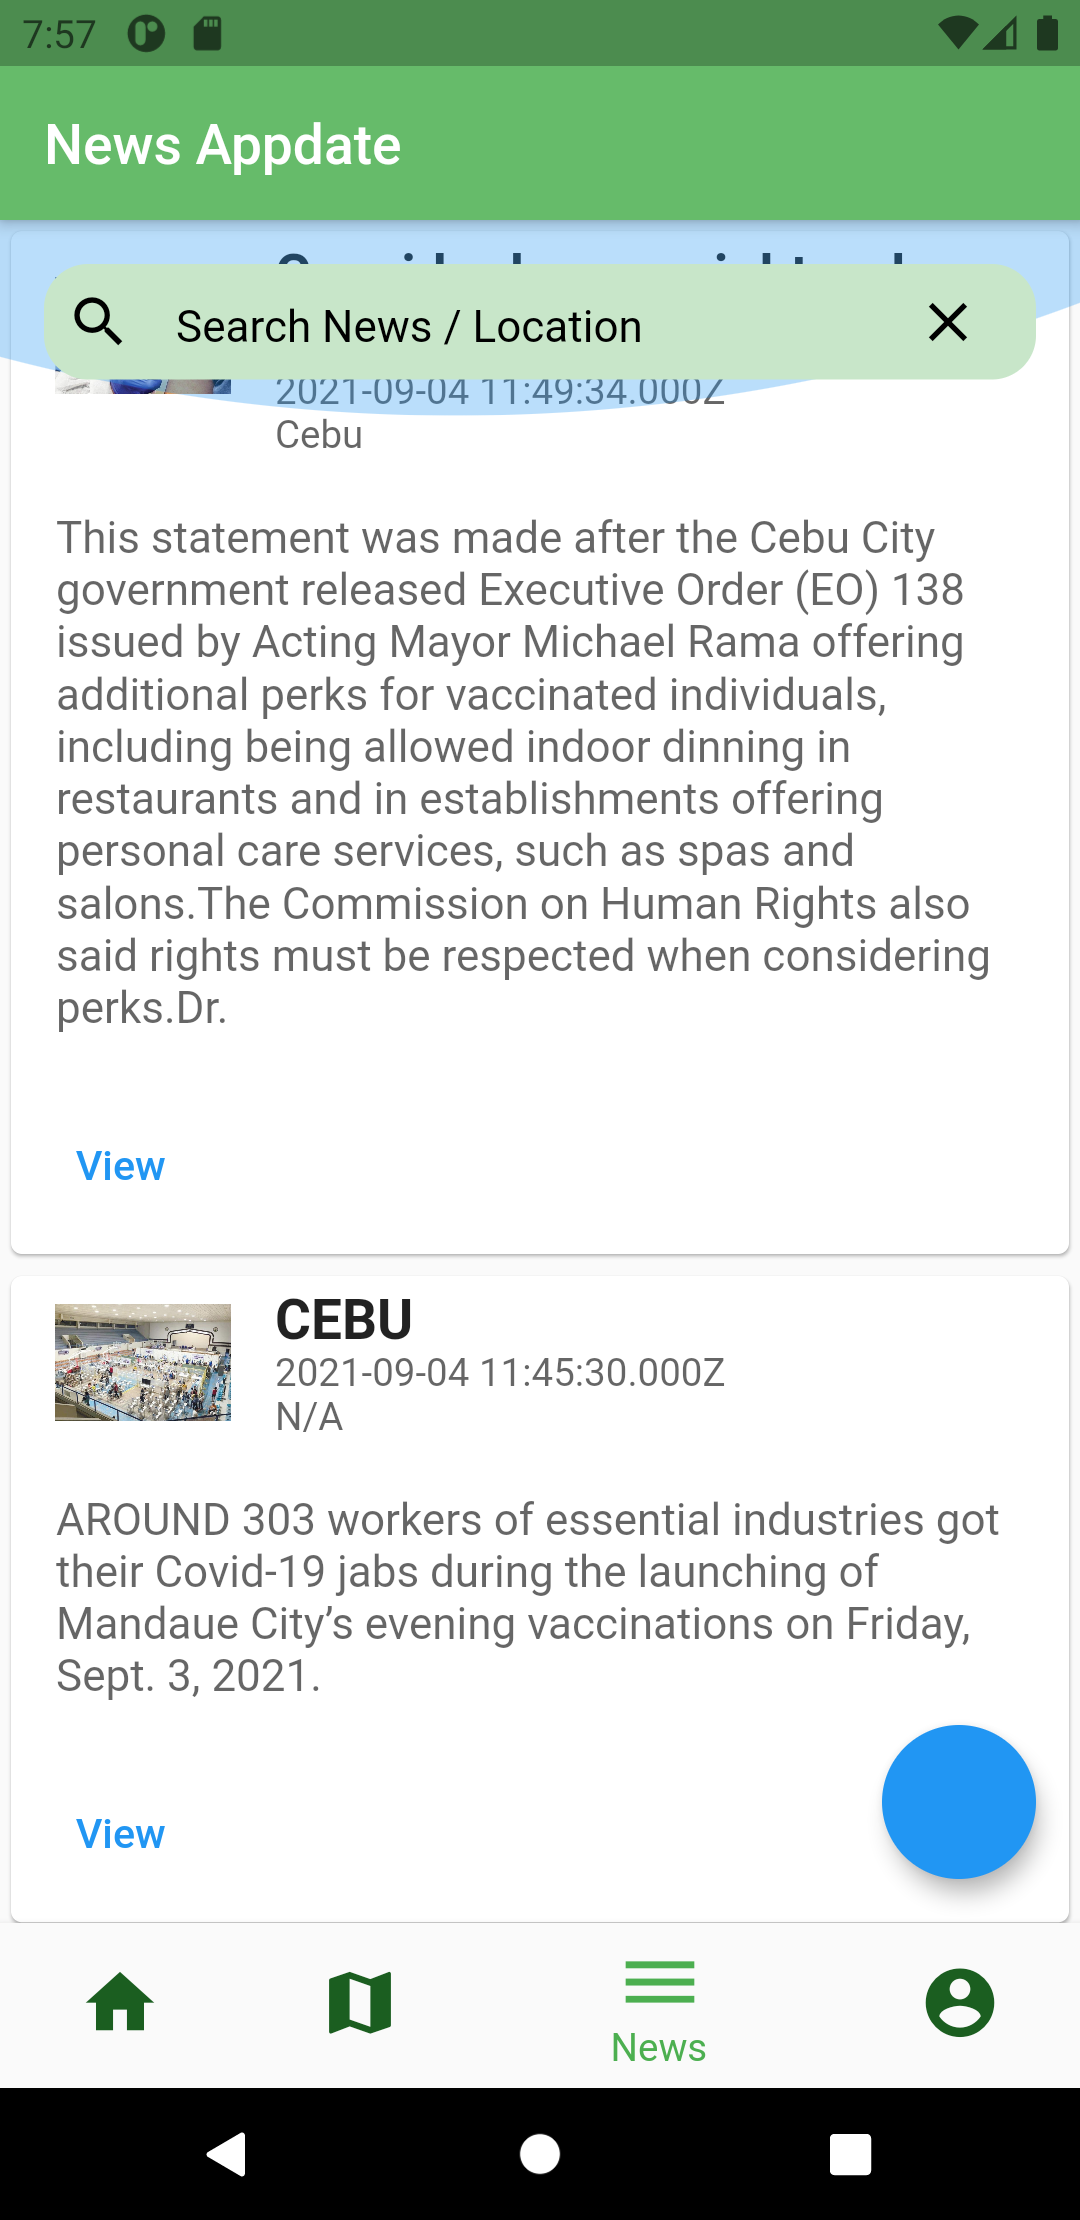 7:57
News Appdate
Search News / Location
2021-09-04 11:49:34.000Z
Cebu
This statement was made after the Cebu City
government released Executive Order (EO) 138
issued by Acting Mayor Michael Rama offering
additional perks for vaccinated individuals,
including being allowed indoor dinning in
restaurants and in establishments offering
personal care services, such as spas and
salons.The Commission on Human Rights also
said rights must be respected when considering
perks.Dr.
View
CEBU
2021-09-04 11:45:30.000Z
N/A
AROUND 303 workers of essential industries got
their Covid-19 jabs during the launching of
Mandaue City’s evening vaccinations on Friday,
Sept. 3, 2021.
View
News